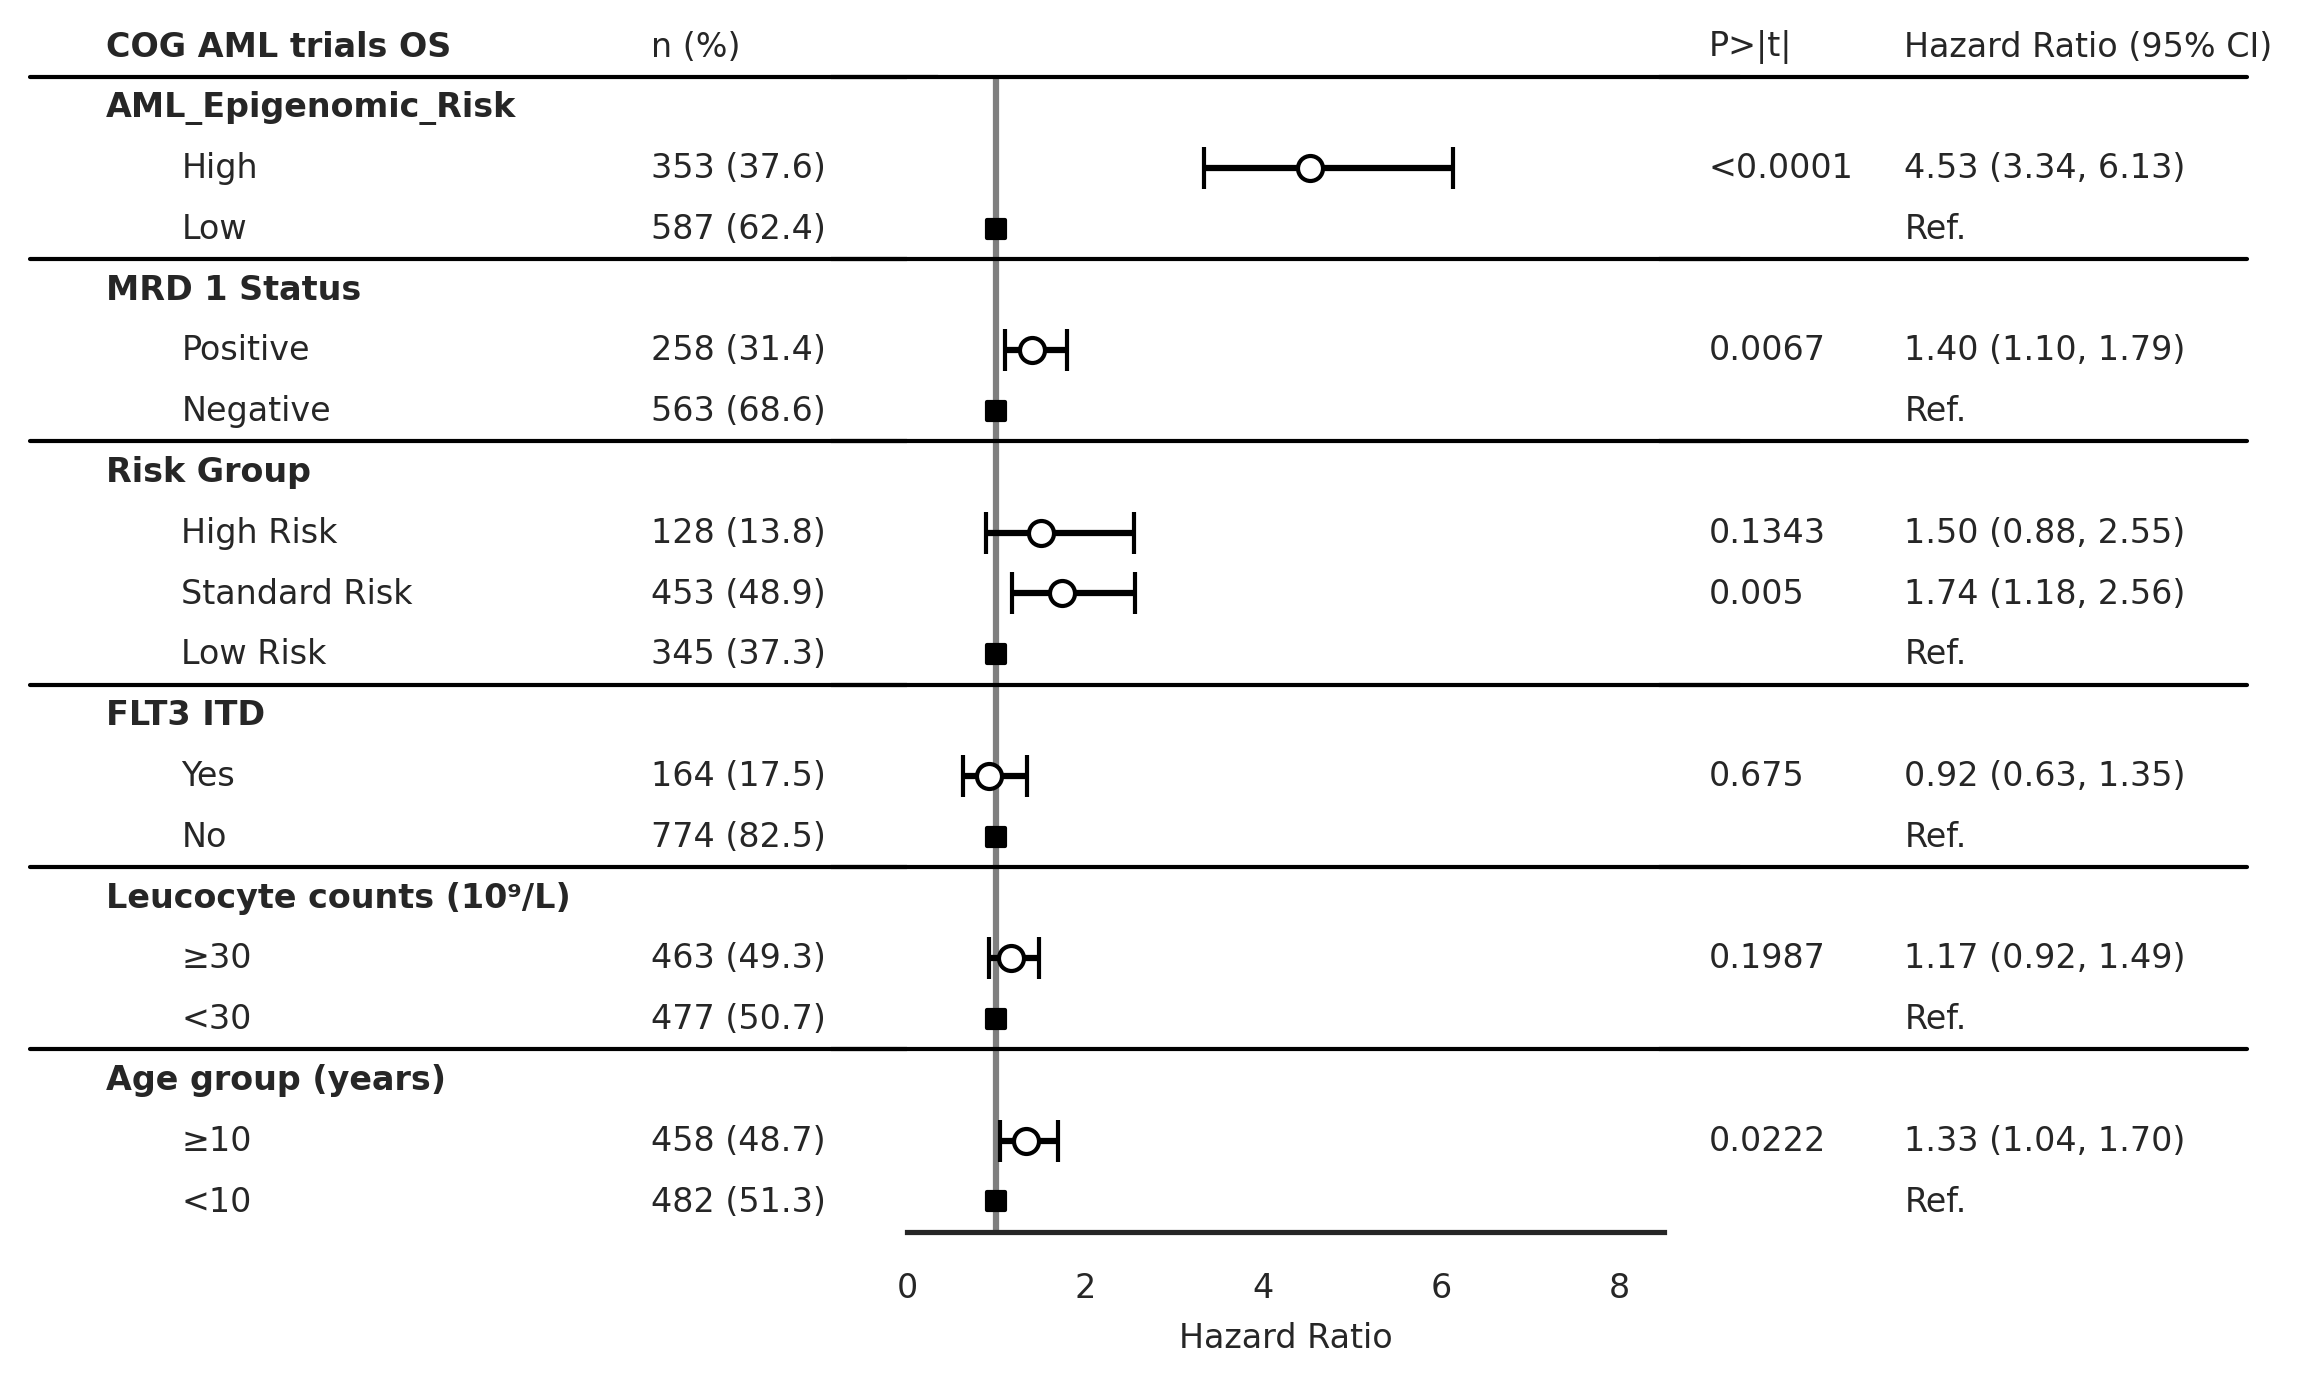 COG AML trials OS n (%) P>|t| Hazard Ratio (95% CI)
AML_Epigenomic_Risk
High 353 (37.6) <0.0001 4.53 (3.34, 6.13)
Low 587 (62.4) Ref.
MRD 1 Status
Positive 258 (31.4) 0.0067 1.40 (1.10, 1.79)
Negative 563 (68.6) Ref.
Risk Group
High Risk 128 (13.8) 0.1343 1.50 (0.88, 2.55)
Standard Risk 453 (48.9) 0.005 1.74 (1.18, 2.56)
Low Risk 345 (37.3) Ref.
FLT3 ITD
Yes 164 (17.5) 0.675 0.92 (0.63, 1.35)
No 774 (82.5) Ref.
Leucocyte counts (10⁹/L)
≥30 463 (49.3) 0.1987 1.17 (0.92, 1.49)
<30 477 (50.7) Ref.
Age group (years)
≥10 458 (48.7) 0.0222 1.33 (1.04, 1.70)
<10 482 (51.3) Ref.
0 2 4 6 8
Hazard Ratio